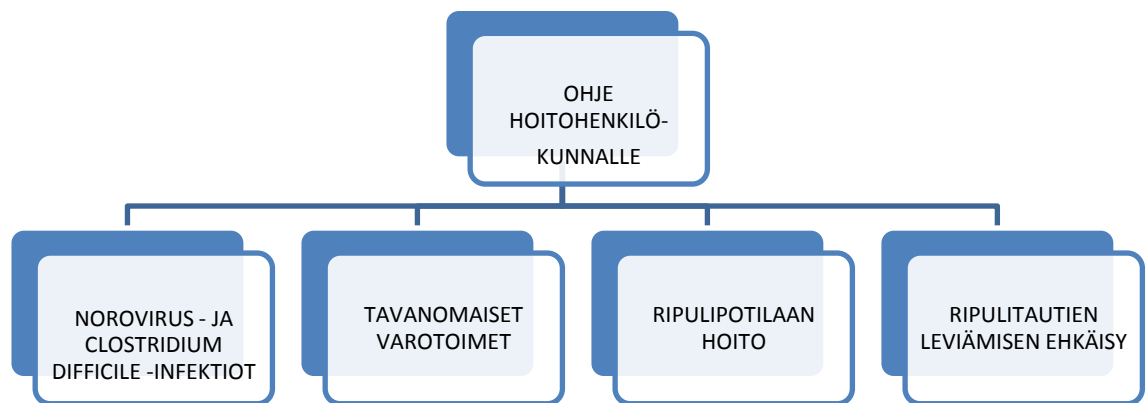 OHJE
HOITOHENKILÖ-
KUNNALLE
NOROVIRUS - JA
CLOSTRIDIUM
DIFFICILE -INFEKTIOT
TAVANOMAISET
VAROTOIMET
RIPULIPOTILAAN
HOITO
RIPULITAUTIEN
LEVIÄMISEN EHKÄISY